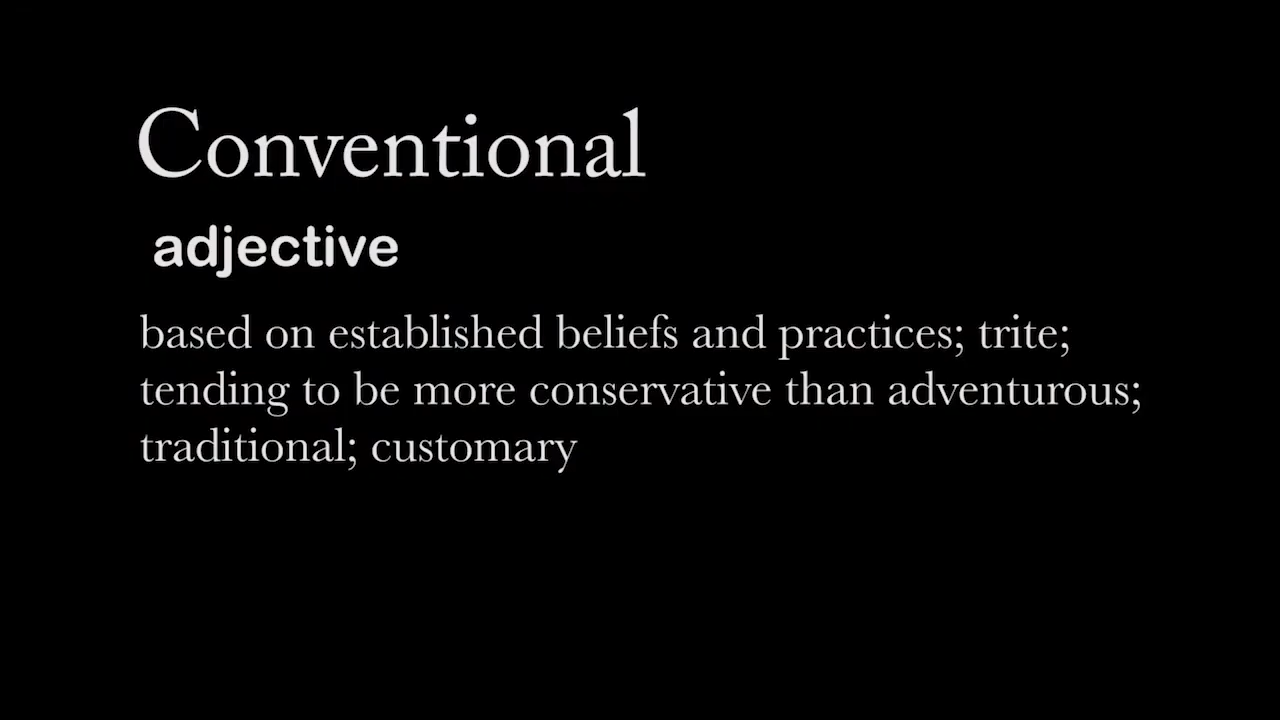 Conventional
adjective
based on established beliefs and practices; trite;
tending to be more conservative than adventurous;
traditional; customary